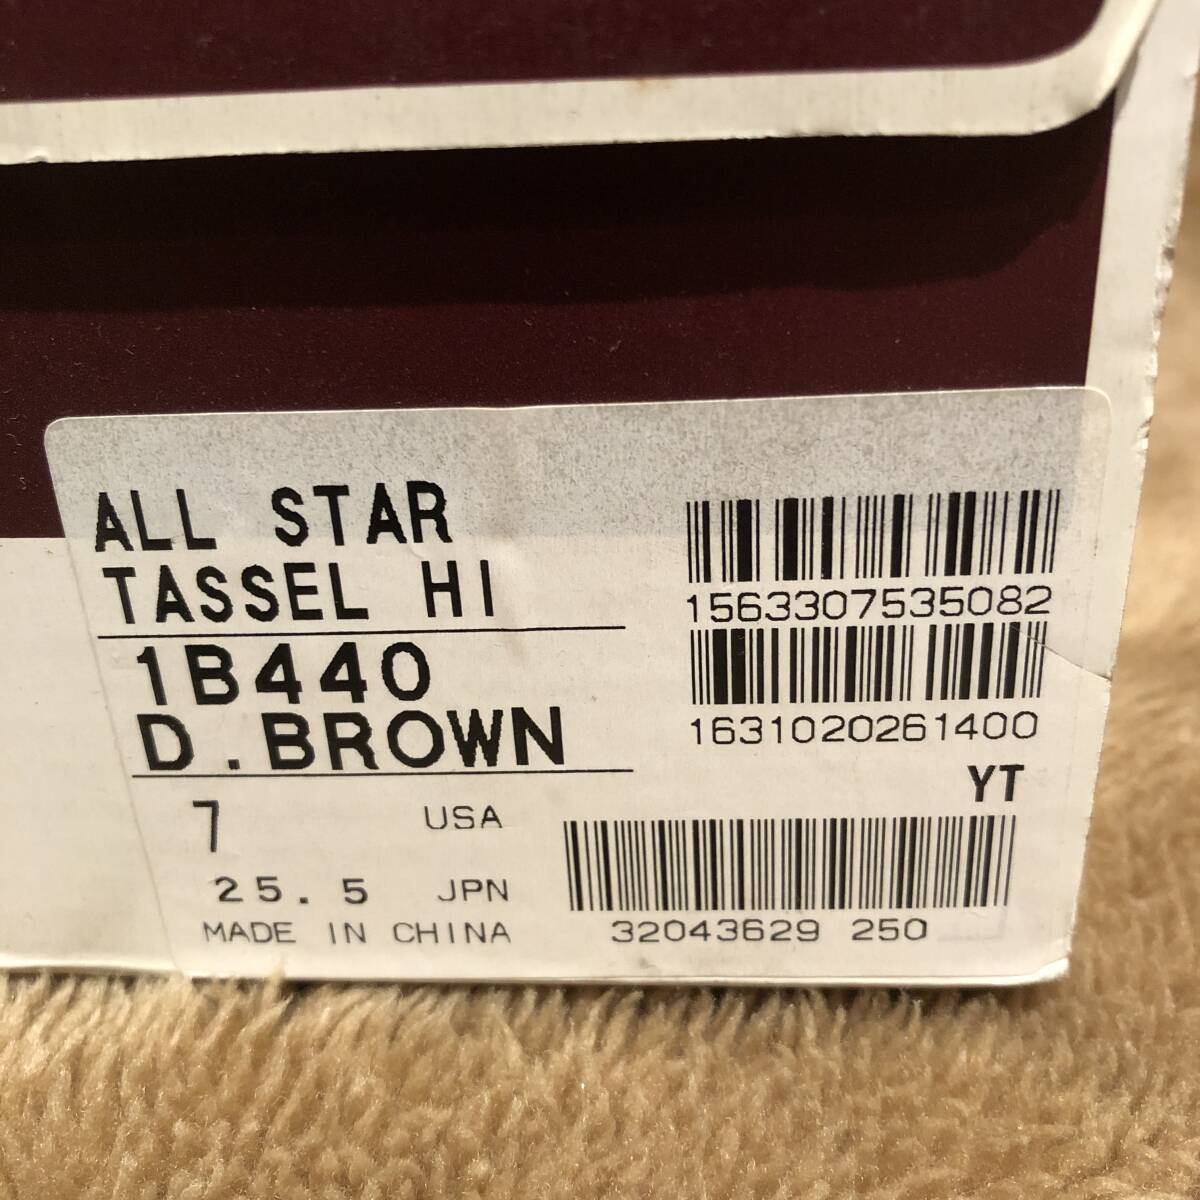 ALL STAR
TASSEL HI
1B440
D.BROWN
7 USA
25.5 JPN
MADE IN CHINA
1563307535082
1631020261400
YT
32043629 250